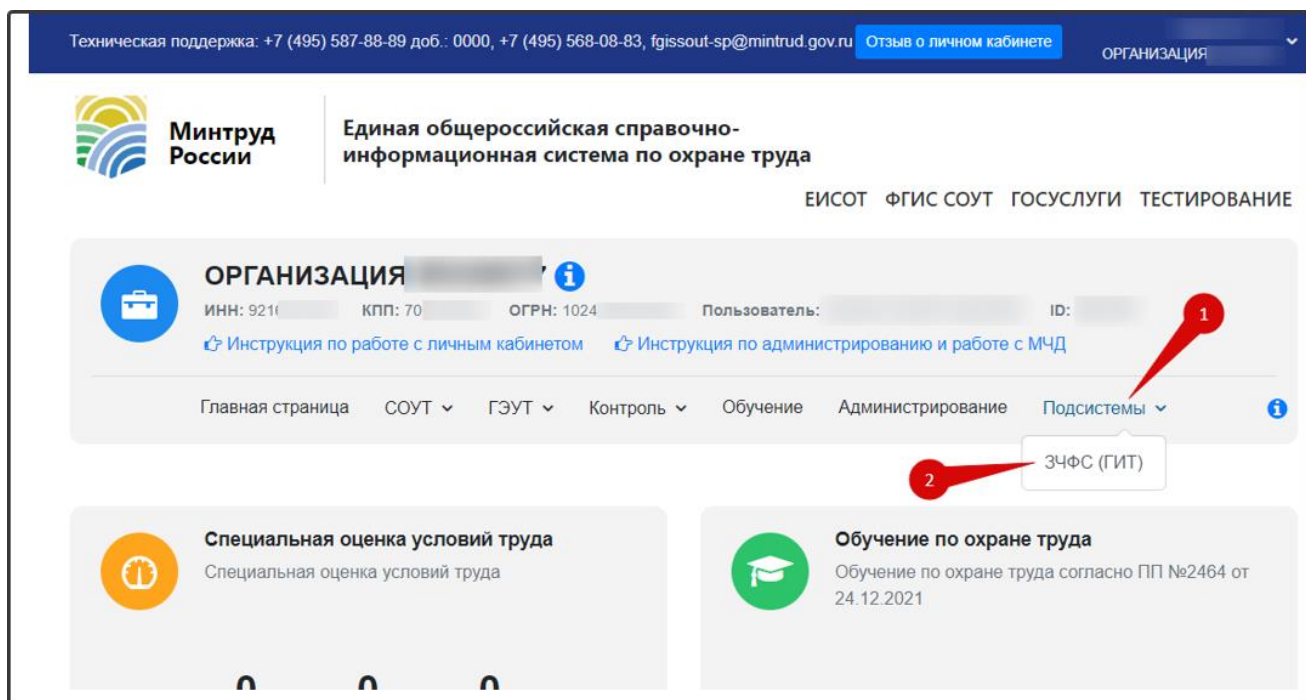 Техническая поддержка: +7 (495) 587-88-89 доб.: 0000, +7 (495) 568-08-83, fgissout-sp@mintrud.gov.ru Отзыв о личном кабинете
ОРГАНИЗАЦИЯ
Минтруд
России
Единая общероссийская справочно-
информационная система по охране труда
ЕИСОТ ФГИС СОУТ ГОСУСЛУГИ ТЕСТИРОВАНИЕ
ОРГАНИЗАЦИЯ
ИНН: 921 КПП: 70 ОГРН: 1024 Пользователь: ID:
1
Инструкция по работе с личным кабинетом Инструкция по администрированию и работе с МЧД
Главная страница СОУТ ГЭУТ Контроль Обучение Администрирование Подсистемы
ЗЧФС (ГИТ)
2
Специальная оценка условий труда
Специальная оценка условий труда
0 0 0
Обучение по охране труда
Обучение по охране труда согласно ПП №2464 от
24.12.2021